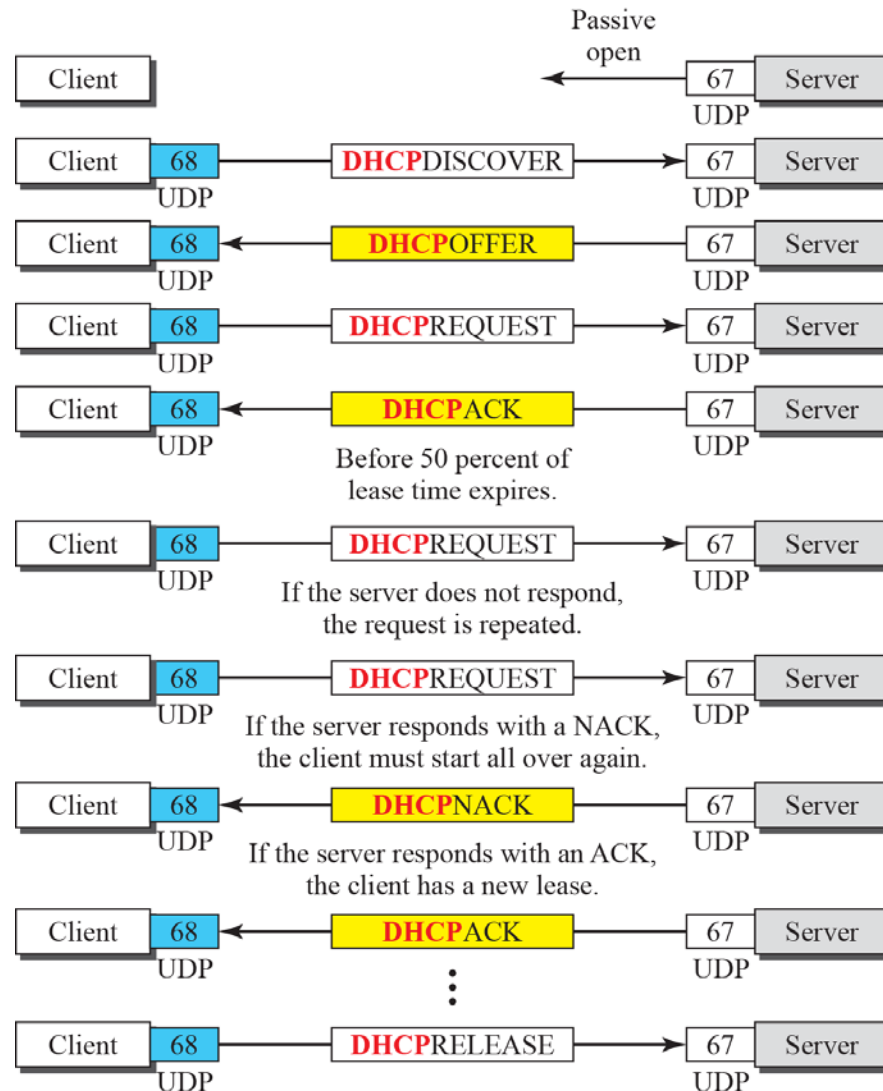 Passive
open
Client 67 Server
UDP
Client 68 DHCPDISCOVER 67 Server
UDP UDP
Client 68 DHCPOFFER 67 Server
UDP UDP
Client 68 DHCPREQUEST 67 Server
UDP UDP
Client 68 DHCPACK 67 Server
UDP UDP
Before 50 percent of
lease time expires.
Client 68 DHCPREQUEST 67 Server
UDP UDP
If the server does not respond,
the request is repeated.
Client 68 DHCPREQUEST 67 Server
UDP UDP
If the server responds with a NACK,
the client must start all over again.
Client 68 DHCPNACK 67 Server
UDP UDP
If the server responds with an ACK,
the client has a new lease.
Client 68 DHCPACK 67 Server
UDP UDP
Client 68 DHCPRELEASE 67 Server
UDP UDP